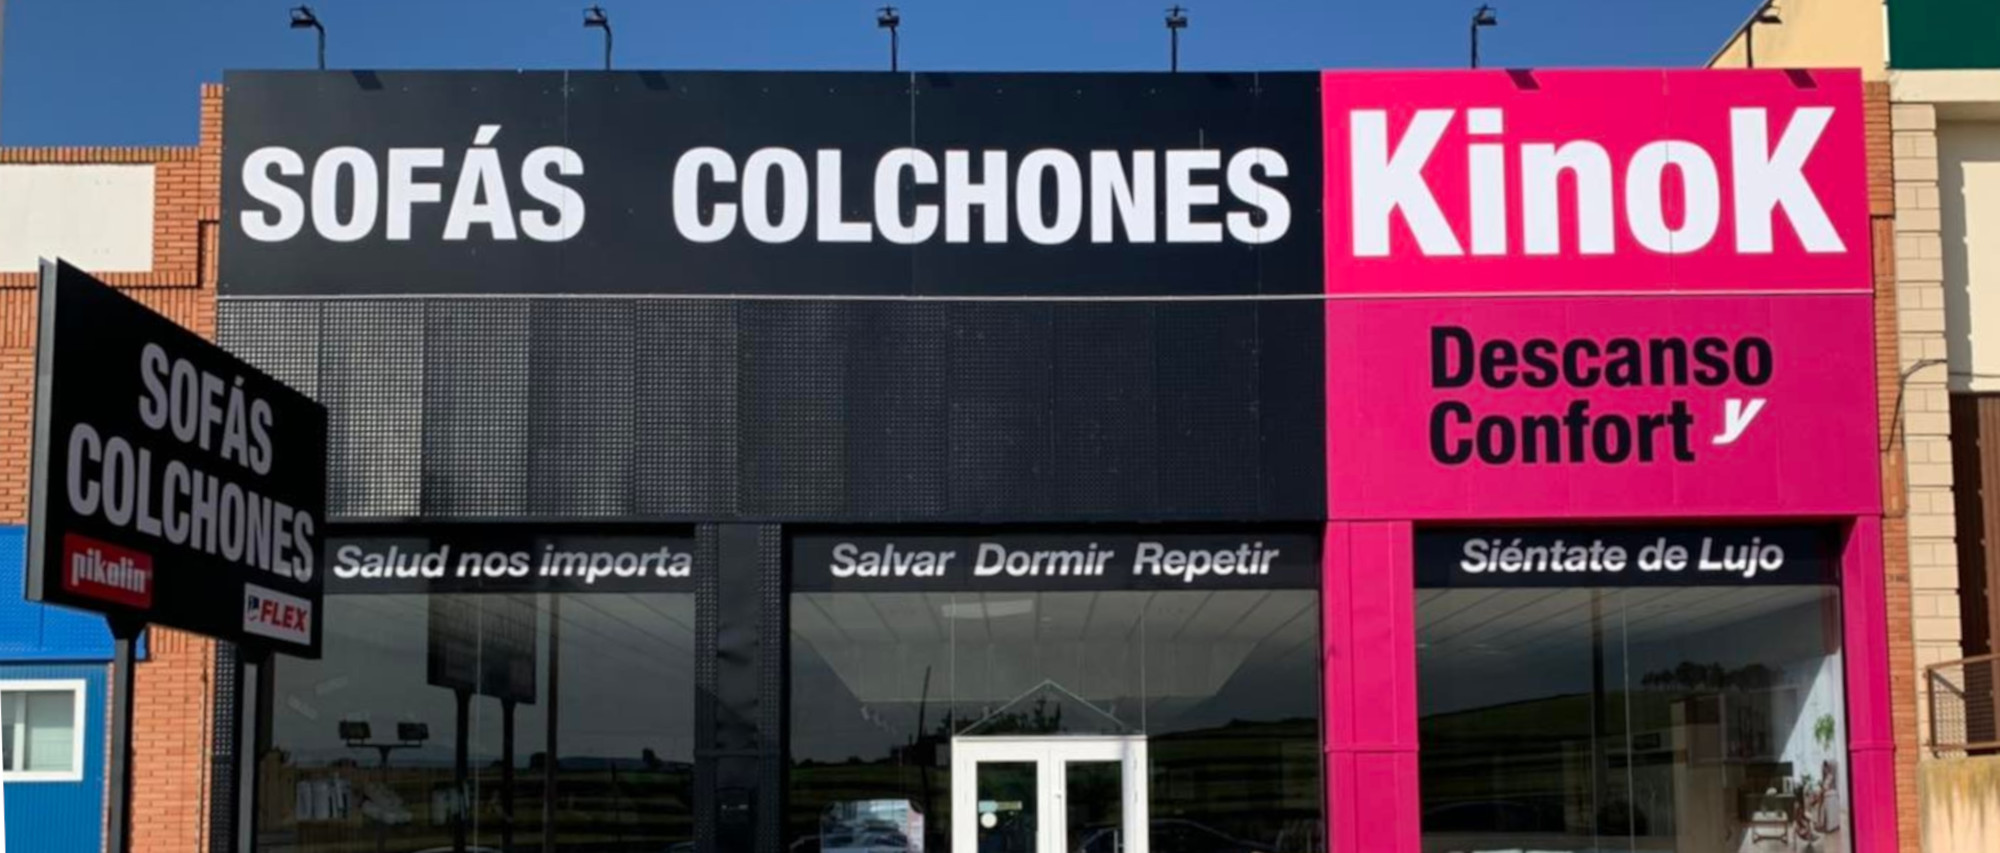 SOFÁS COLCHONES KinoK
Descanso
Confort y
SOFÁS
COLCHONES
pikolin
FLEX
Salud nos importa
Salvar Dormir Repetir
Siéntate de Lujo